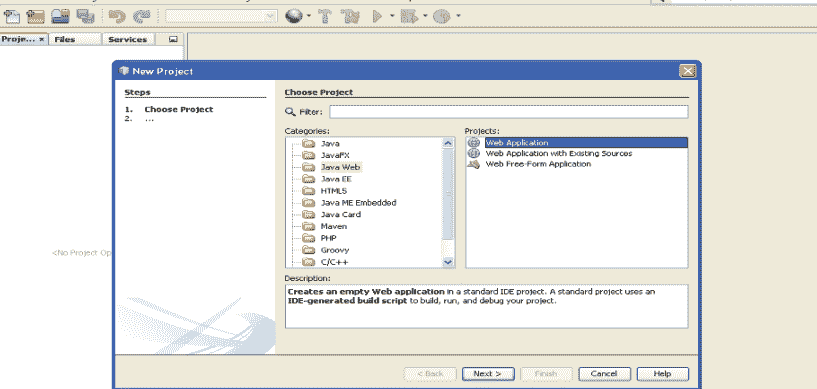 Proje... × Files Services
New Project
Steps
1. Choose Project
2. ...
Choose Project
Filter:
Categories:
Java
JavaFX
Java Web
Java EE
HTML5
Java ME Embedded
Java Card
Maven
PHP
Groovy
C/C++
Projects:
Web Application
Web Application with Existing Sources
Web Free-Form Application
<No Project Op
Description:
Creates an empty Web application in a standard IDE project. A standard project uses an
IDE-generated build script to build, run, and debug your project.
< Back Next > Finish Cancel Help